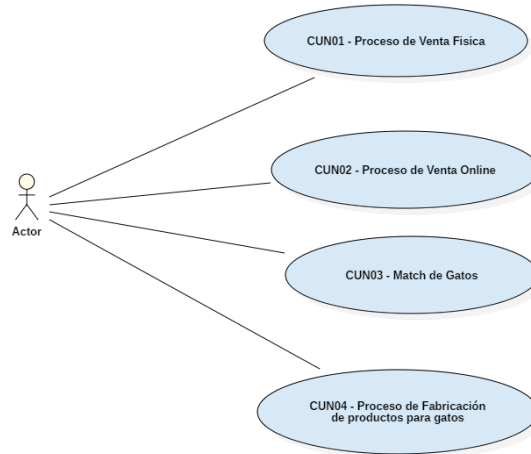 CUN01 - Proceso de Venta Fisica
CUN02 - Proceso de Venta Online
Actor
CUN03 - Match de Gatos
CUN04 - Proceso de Fabricación
de productos para gatos